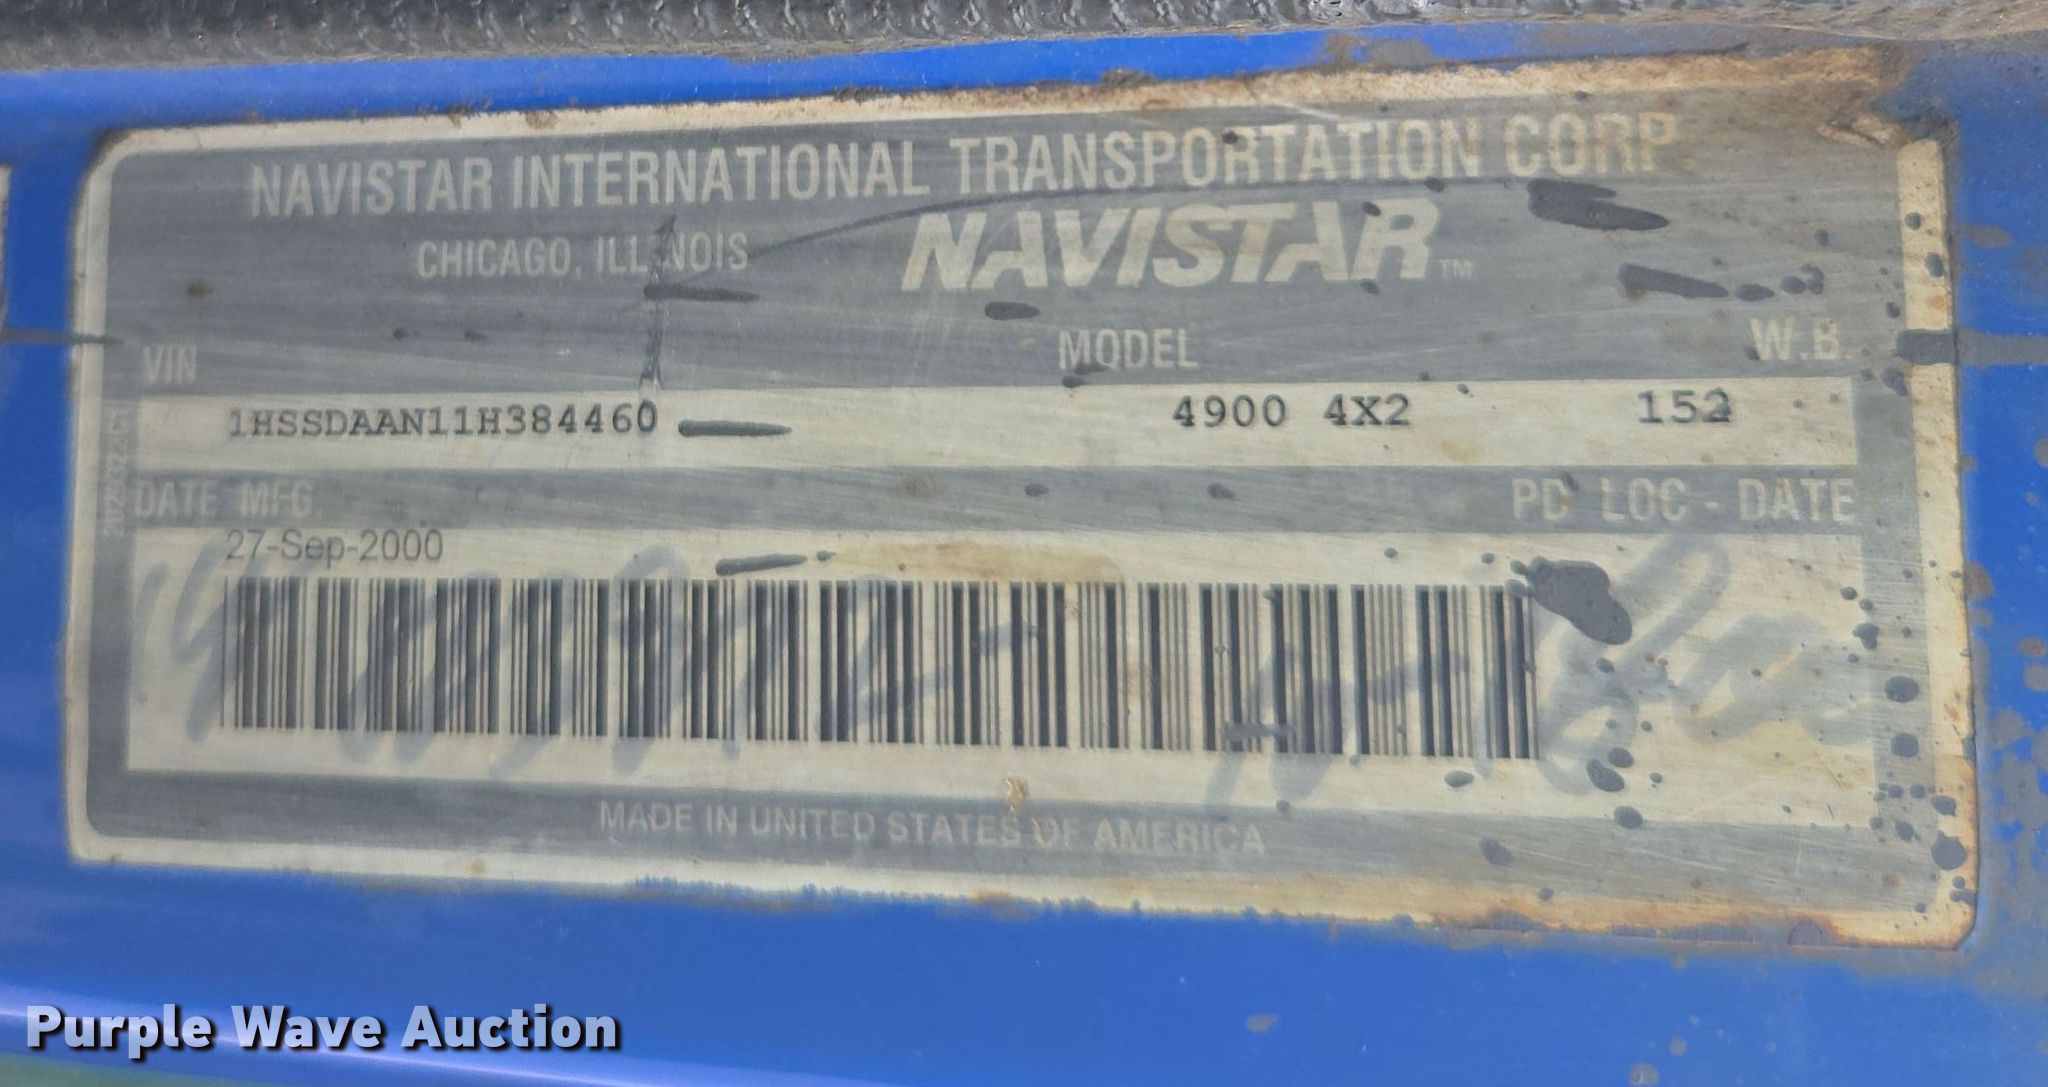 NAVISTAR INTERNATIONAL TRANSPORTATION CORP
CHICAGO, ILLINOIS NAVISTAR TM
VIN MODEL W.B.
1HSSDAAN11H384460 4900 4X2 152
DATE MFG. PD LOC - DATE
27-Sep-2000
MADE IN UNITED STATES OF AMERICA
Purple Wave Auction